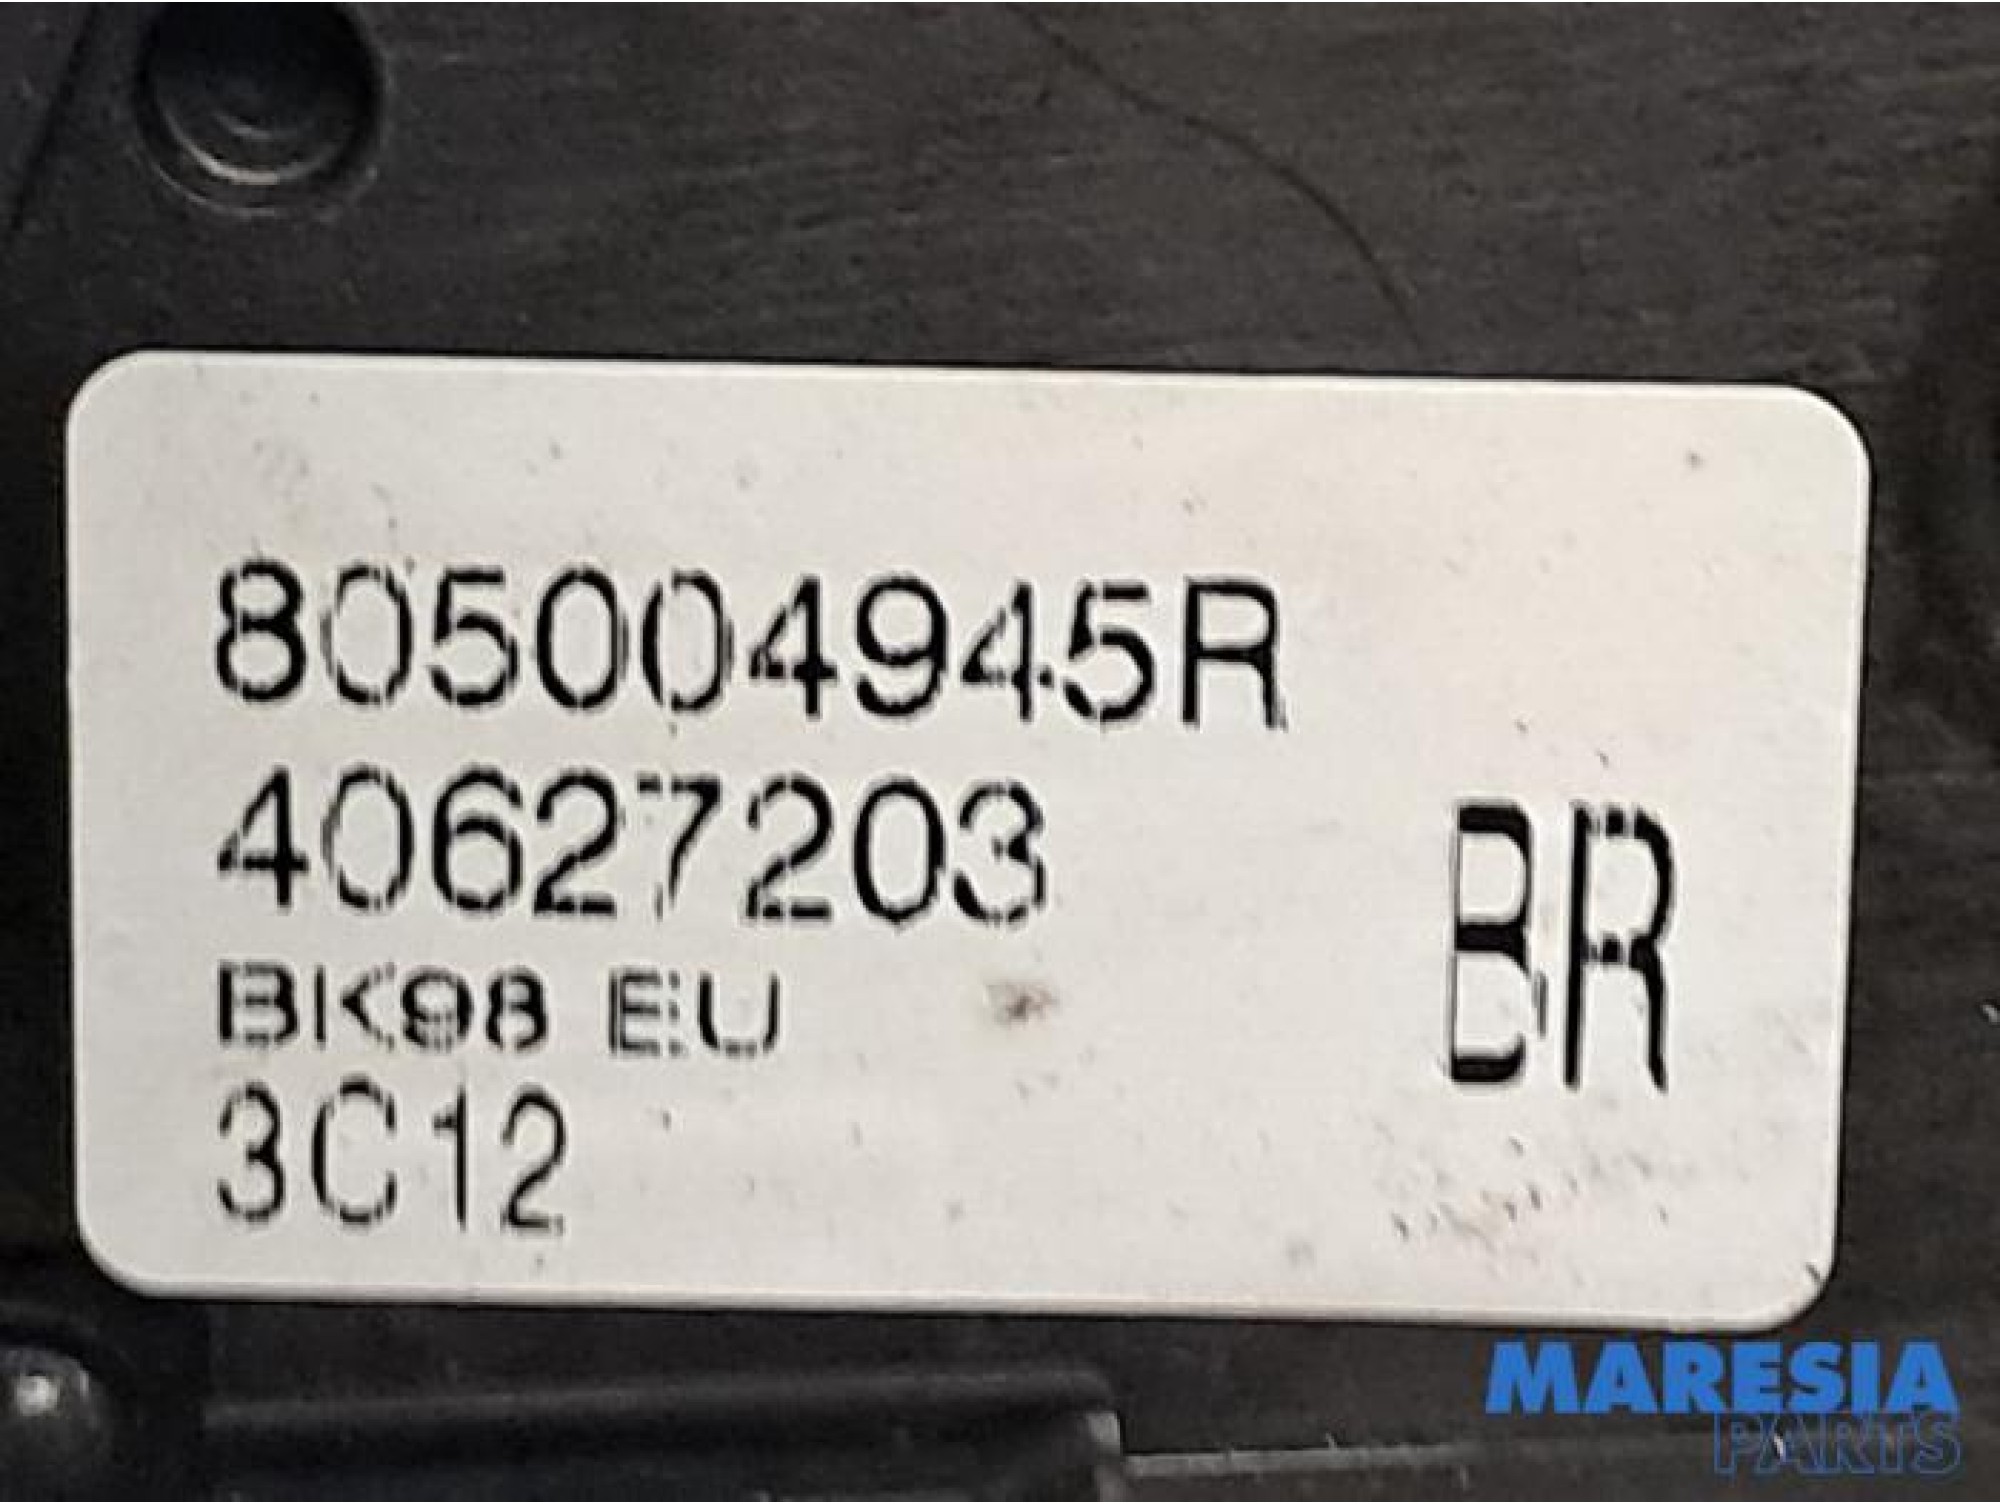 805004945R
40627203
BK98 EU
BR
3C12
MARESIA
PARTS